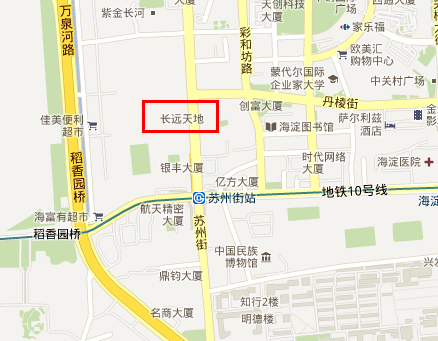 紫金长河
天创科技
大厦
广场
家乐福
万泉河路
彩和坊路
欧美汇
购物中心
蒙代尔国际
企业家大学
中关村广场
创富大厦
丹棱街
长远天地
佳美便利
超市
海淀图书馆
萨尔利兹
酒店
金
影
稻香园桥
银丰大厦
时代网络
大厦
海淀医院
亿方大厦
苏州街站
地铁10号线
海淀
海富有超市
稻香园桥
航天精密
大厦
苏州街
中国民族
博物馆
兴发
鼎钧大厦
知行2楼
名商大厦
明德楼